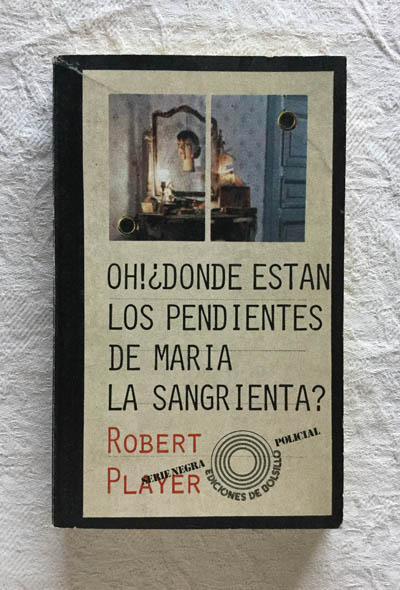 OH!¿DONDE ESTAN
LOS PENDIENTES
DE MARIA
LA SANGRIENTA?
ROBERT
PLAYER
SERIE NEGRA
POLICIAL
EDICIONES DE BOLSILLO